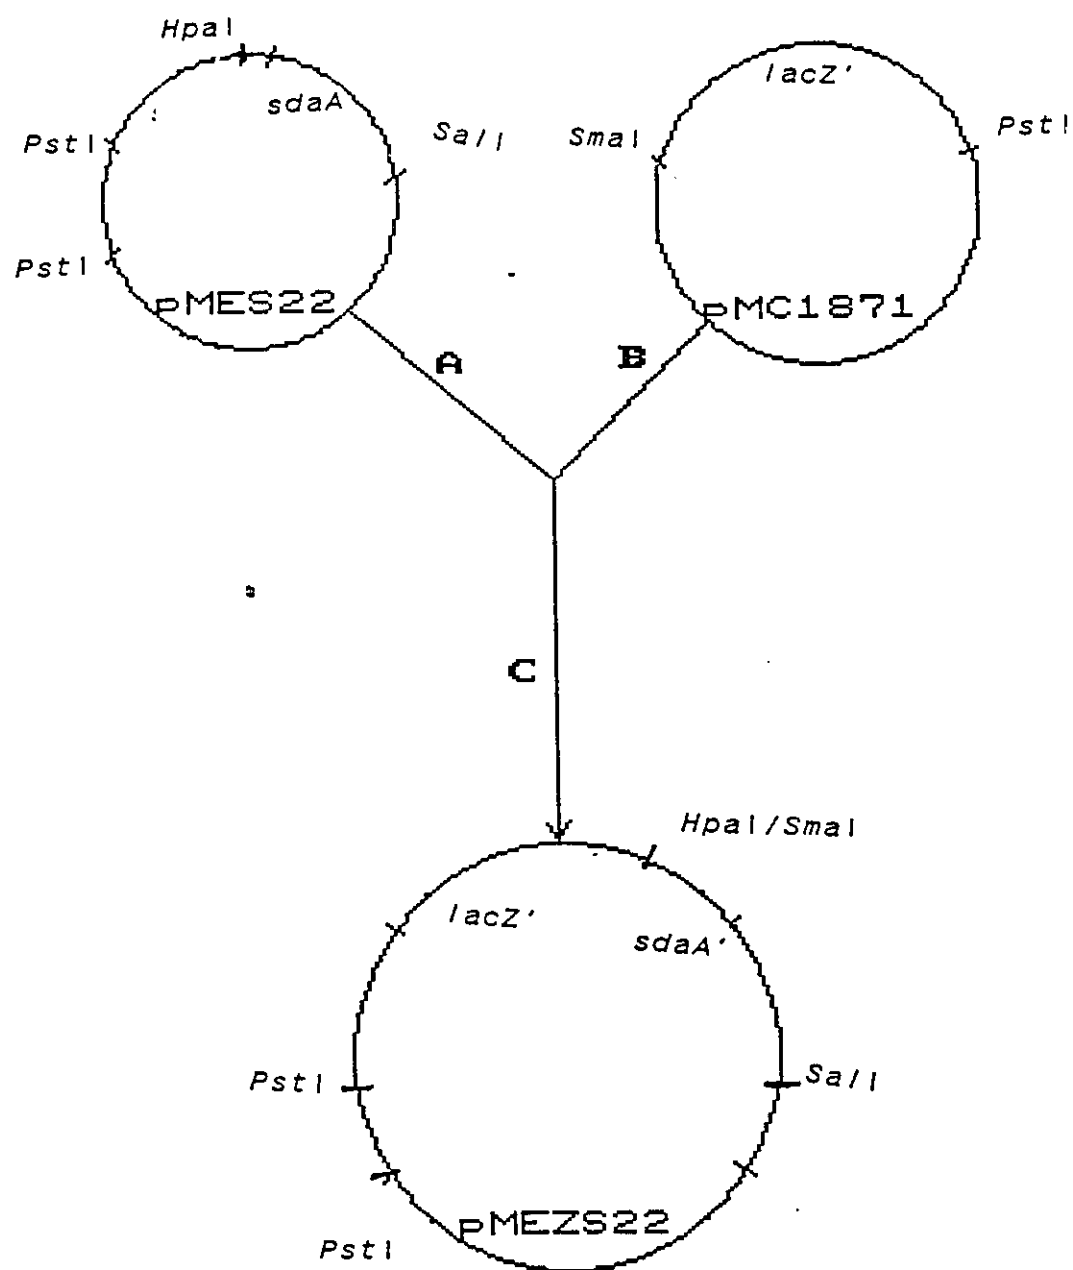 HpaI
sdaA
SalI
PstI
PstI
pMES22
lacZ'
SmaI
PstI
pMC1871
A
B
C
HpaI/SmaI
lacZ'
sdaA'
PstI
SalI
PstI
pMEZS22